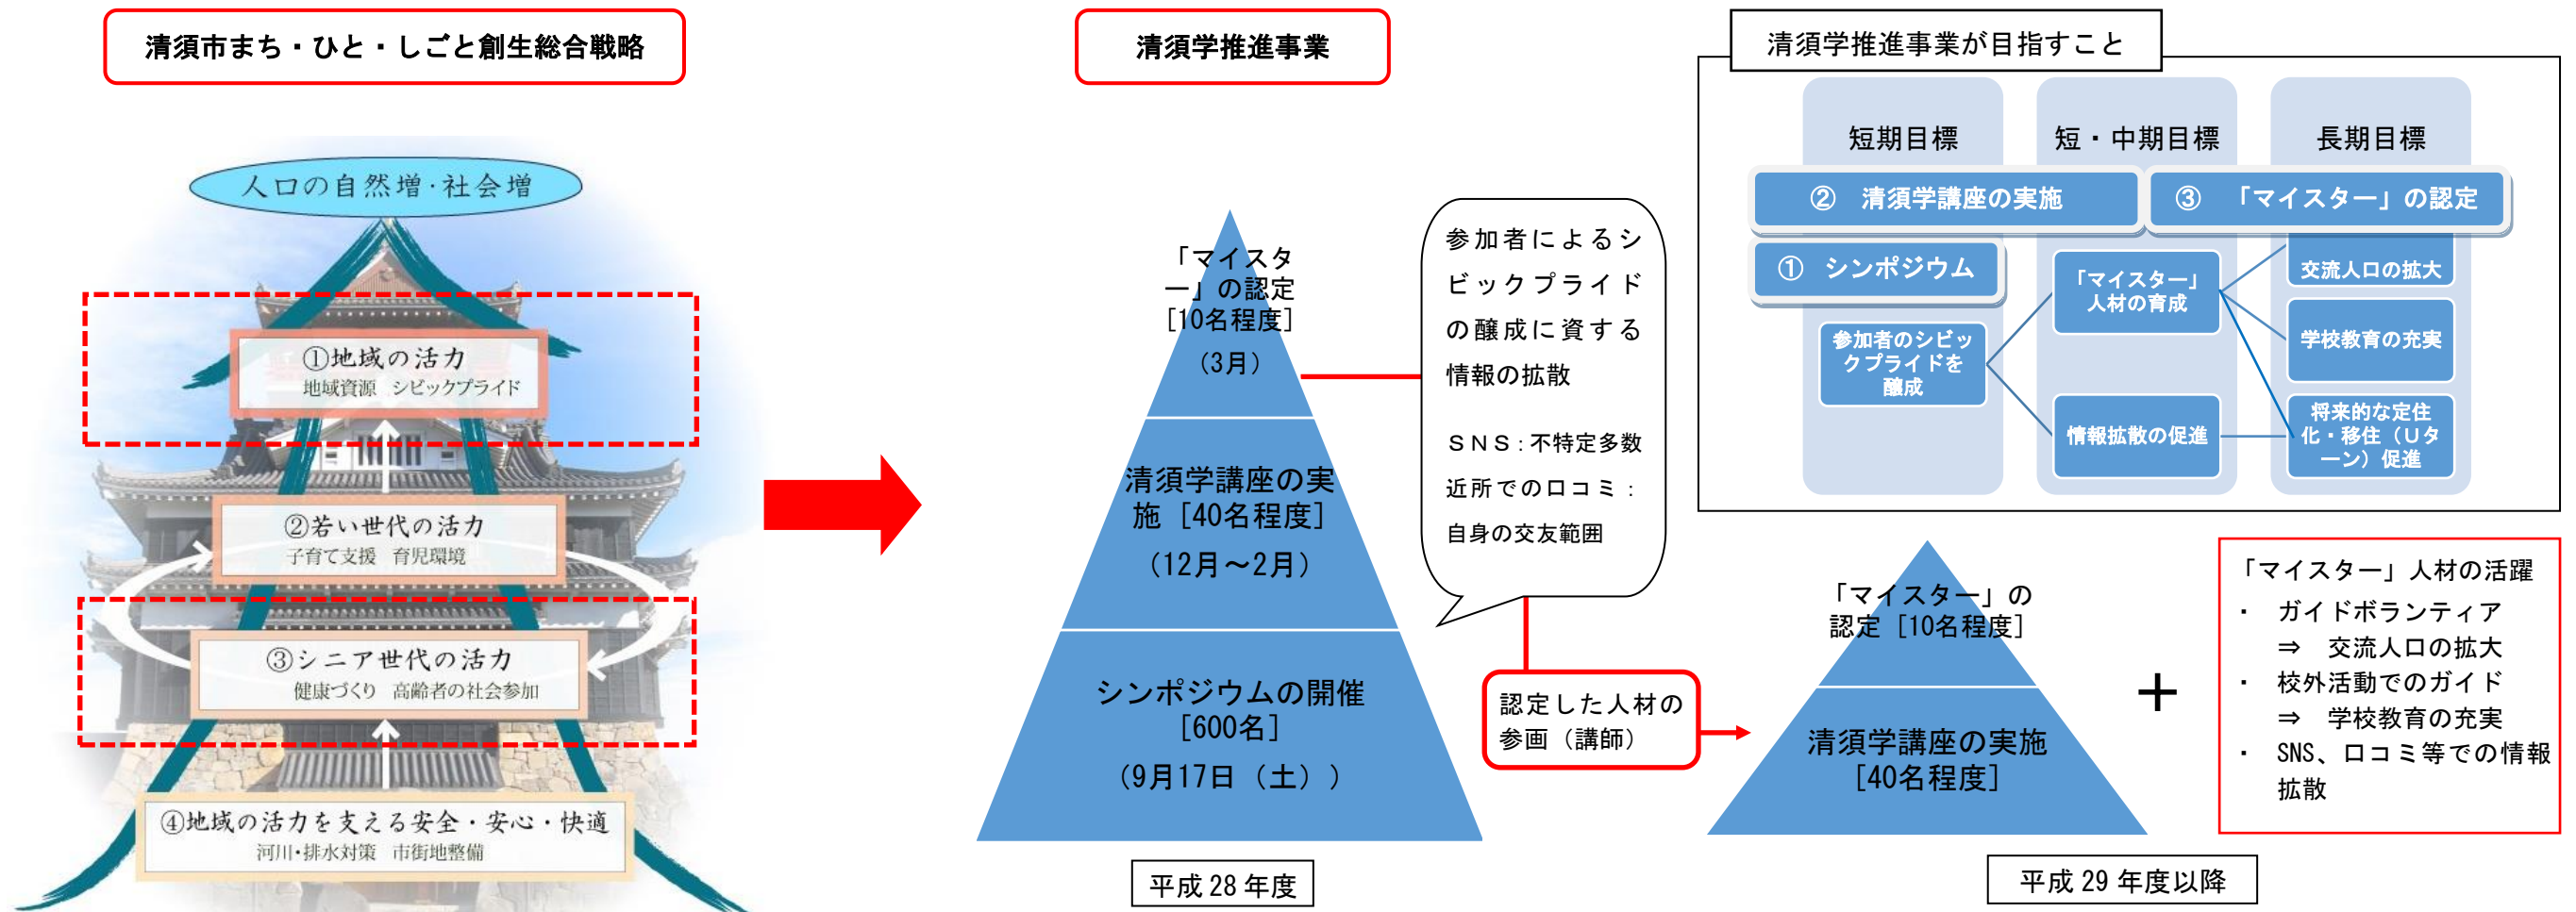 清須市まち・ひと・しごと創生総合戦略
人口の自然増・社会増
①地域の活力
地域資源　シビックプライド
②若い世代の活力
子育て支援　育児環境
③シニア世代の活力
健康づくり　高齢者の社会参加
④地域の活力を支える安全・安心・快適
河川・排水対策　市街地整備
清須学推進事業
「マイスタ
ー」の認定
[10名程度]
（3月）
清須学講座の実
施［40名程度］
（12月～2月）
シンポジウムの開催
[600名]
（9月17日（土））
平成 28 年度
参加者によるシ
ビックプライド
の醸成に資する
情報の拡散
ＳＮＳ：不特定多数
近所での口コミ：
自身の交友範囲
認定した人材の
参画（講師）
清須学推進事業が目指すこと
短期目標
短・中期目標
長期目標
②　清須学講座の実施
③　「マイスター」の認定
①　シンポジウム
参加者のシビッ
クプライドを
醸成
「マイスター」
人材の育成
情報拡散の促進
交流人口の拡大
学校教育の充実
将来的な定住
化・移住（Ｕタ
ーン）促進
「マイスター」の
認定［10名程度］
清須学講座の実施
［40名程度］
平成 29 年度以降
＋
「マイスター」人材の活躍
・　ガイドボランティア
⇒　交流人口の拡大
・　校外活動でのガイド
⇒　学校教育の充実
・　SNS、口コミ等での情報
拡散